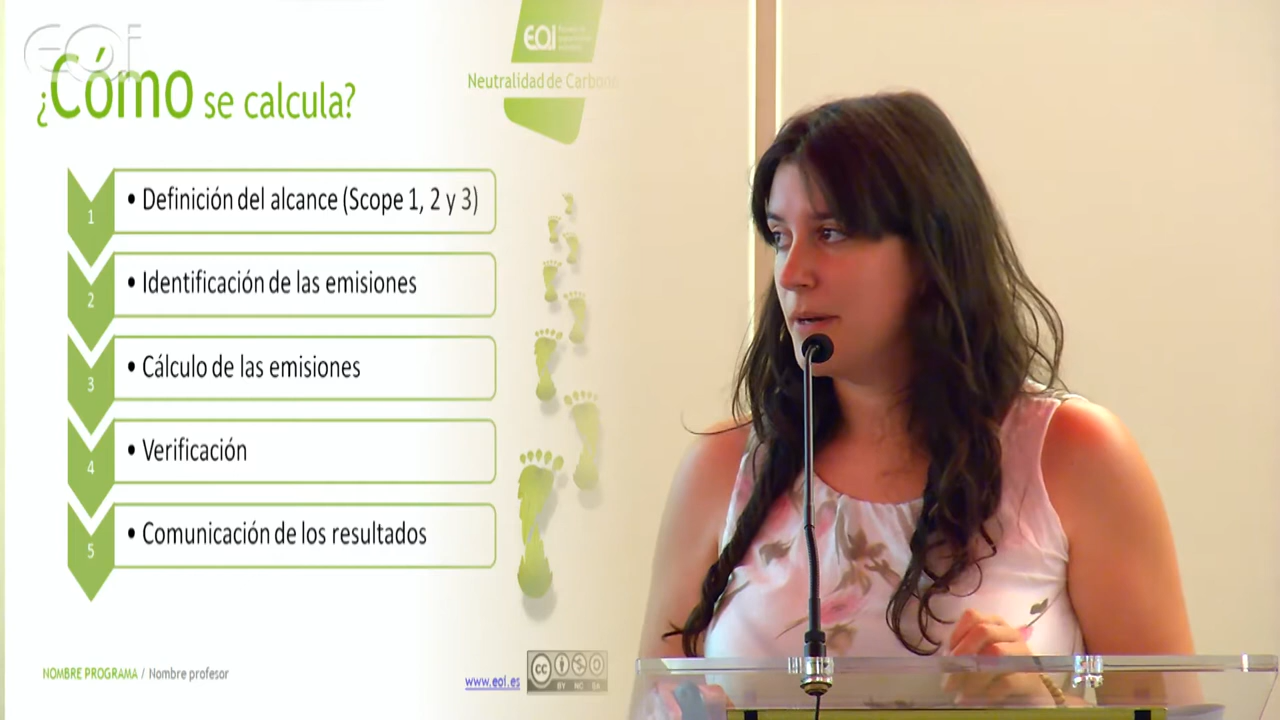 eoi
EOI
Neutralidad de Carbono
¿Cómo se calcula?
1
• Definición del alcance (Scope 1, 2 y 3)
2
• Identificación de las emisiones
3
• Cálculo de las emisiones
4
• Verificación
5
• Comunicación de los resultados
NOMBRE PROGRAMA / Nombre profesor
www.eoi.es
cc
BY NC SA